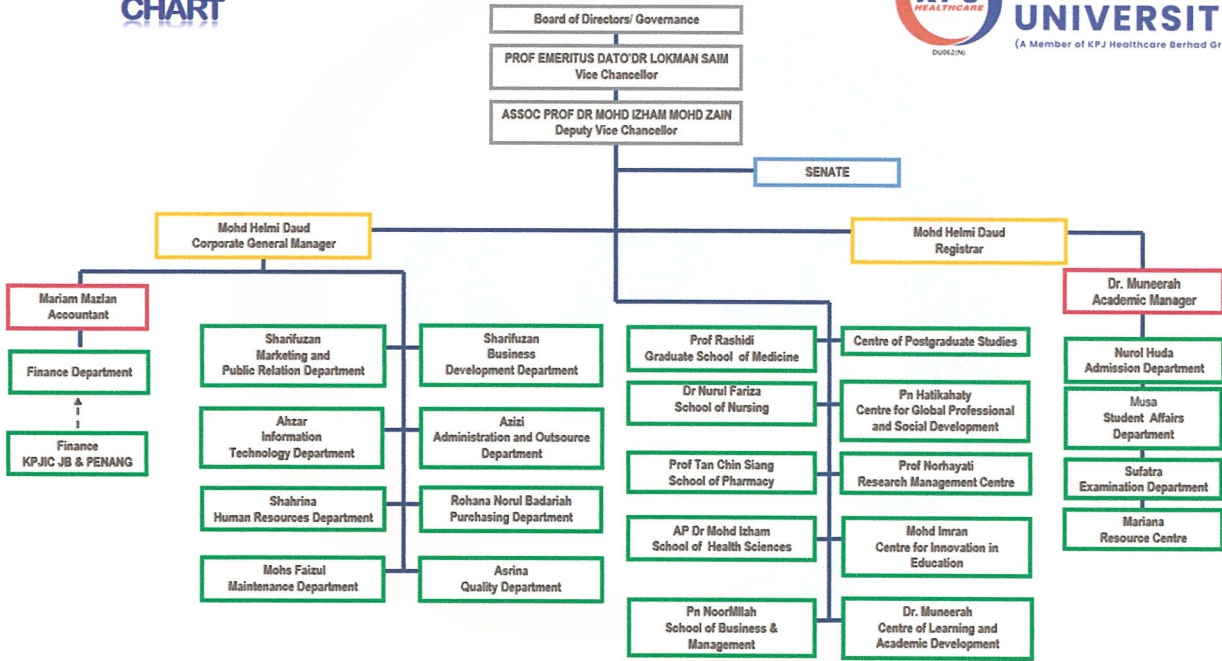 CHART
HEALTHCARE
DU062(N)
UNIVERSIT
(A Member of KPJ Healthcare Berhad Gr
Board of Directors/ Governance
PROF EMERITUS DATO'DR LOKMAN SAIM
Vice Chancellor
ASSOC PROF DR MOHD IZHAM MOHD ZAIN
Deputy Vice Chancellor
SENATE
Mohd Helmi Daud
Corporate General Manager
Mohd Helmi Daud
Registrar
Mariam Mazlan
Accountant
Finance Department
Finance
KPJIC JB & PENANG
Sharifuzan
Marketing and
Public Relation Department
Sharifuzan
Business
Development Department
Ahzar
Information
Technology Department
Azizi
Administration and Outsource
Department
Shahrina
Human Resources Department
Rohana Norul Badariah
Purchasing Department
Mohs Faizul
Maintenance Department
Asrina
Quality Department
Prof Rashidi
Graduate School of Medicine
Centre of Postgraduate Studies
Dr Nurul Fariza
School of Nursing
Pn Hatikahaty
Centre for Global Professional
and Social Development
Prof Tan Chin Siang
School of Pharmacy
Prof Norhayati
Research Management Centre
AP Dr Mohd Izham
School of Health Sciences
Mohd Imran
Centre for Innovation in
Education
Pn NoorMIlah
School of Business &
Management
Dr. Muneerah
Centre of Learning and
Academic Development
Dr. Muneerah
Academic Manager
Nurol Huda
Admission Department
Musa
Student Affairs
Department
Sufatra
Examination Department
Mariana
Resource Centre